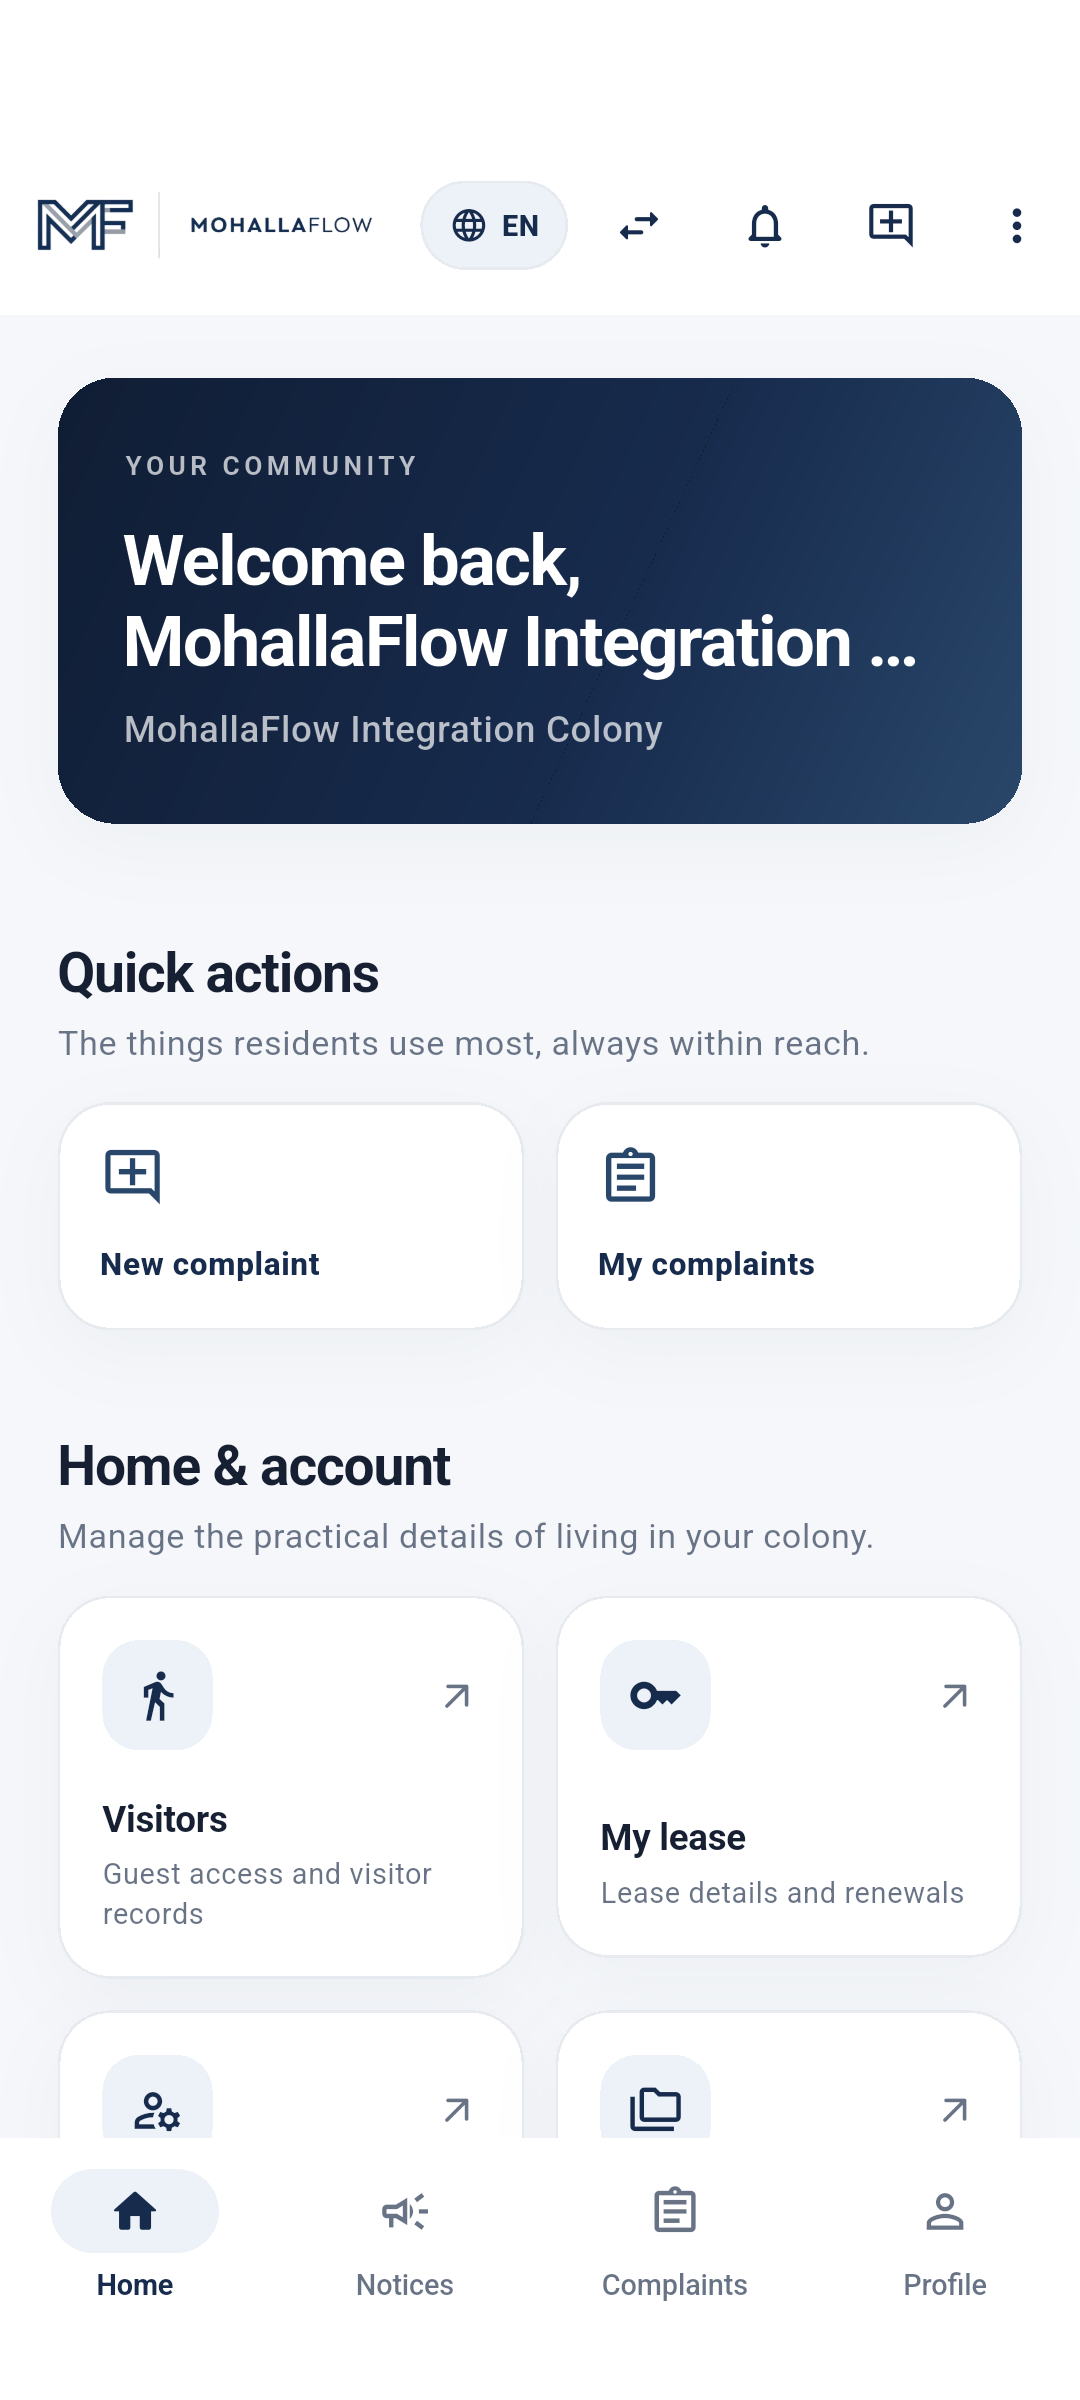 MF
MOHALLAFLOW
EN
YOUR COMMUNITY
Welcome back,
MohallaFlow Integration ...
MohallaFlow Integration Colony
Quick actions
The things residents use most, always within reach.
New complaint
My complaints
Home & account
Manage the practical details of living in your colony.
Visitors
Guest access and visitor
records
My lease
Lease details and renewals
Home
Notices
Complaints
Profile